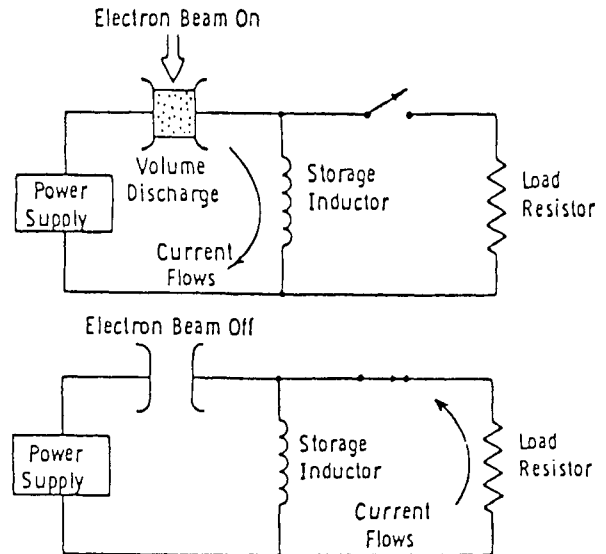 Electron Beam On
Volume
Discharge
Storage
Inductor
Load
Resistor
Power
Supply
Current
Flows
Electron Beam Off
Power
Supply
Storage
Inductor
Load
Resistor
Current
Flows